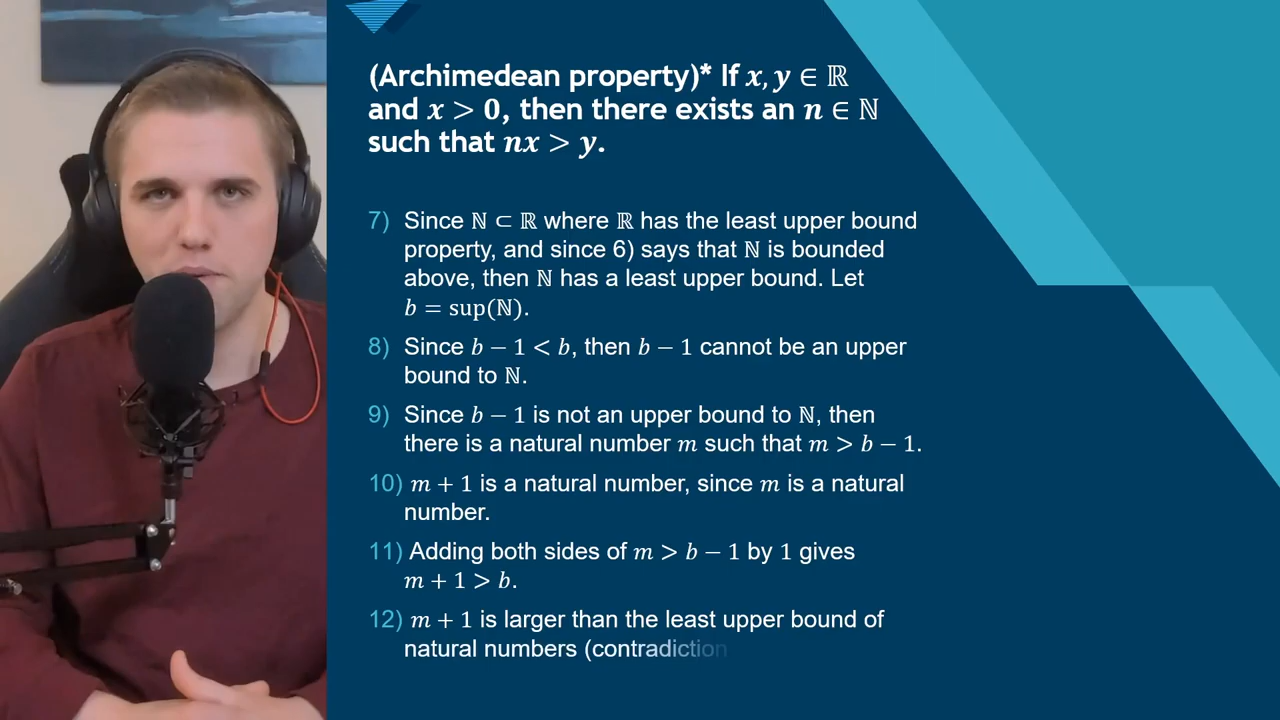 (Archimedean property)* If x, y ∈ ℝ
and x > 0, then there exists an n ∈ ℕ
such that nx > y.
7) Since ℕ ⊂ ℝ where ℝ has the least upper bound
property, and since 6) says that ℕ is bounded
above, then ℕ has a least upper bound. Let
b = sup(ℕ).
8) Since b − 1 < b, then b − 1 cannot be an upper
bound to ℕ.
9) Since b − 1 is not an upper bound to ℕ, then
there is a natural number m such that m > b − 1.
10) m + 1 is a natural number, since m is a natural
number.
11) Adding both sides of m > b − 1 by 1 gives
m + 1 > b.
12) m + 1 is larger than the least upper bound of
natural numbers (contradiction